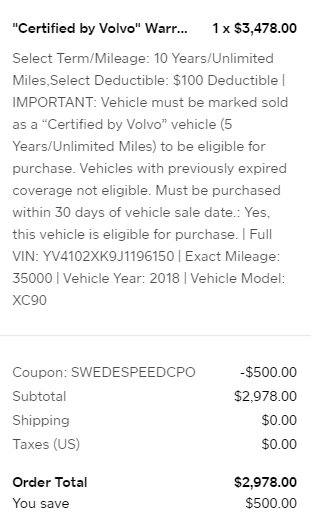 "Certified by Volvo" Warr... 1 x $3,478.00
Select Term/Mileage: 10 Years/Unlimited
Miles,Select Deductible: $100 Deductible |
IMPORTANT: Vehicle must be marked sold
as a “Certified by Volvo” vehicle (5
Years/Unlimited Miles) to be eligible for
purchase. Vehicles with previously expired
coverage not eligible. Must be purchased
within 30 days of vehicle sale date.: Yes,
this vehicle is eligible for purchase. | Full
VIN: YV4102XK9J1196150 | Exact Mileage:
35000 | Vehicle Year: 2018 | Vehicle Model:
XC90
Coupon: SWEDESPEEDCPO -$500.00
Subtotal $2,978.00
Shipping $0.00
Taxes (US) $0.00
Order Total $2,978.00
You save $500.00